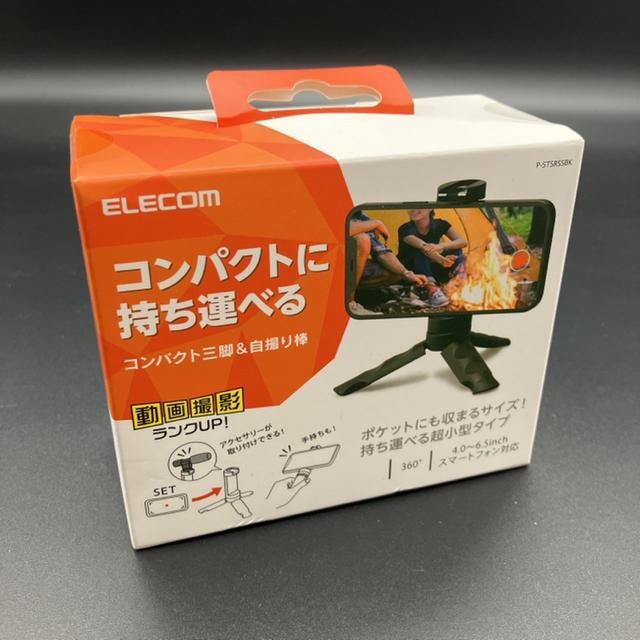 P-STSRSSBK
ELECOM
コンパクトに
持ち運べる
コンパクト三脚&自撮り棒
動画撮影
ランクUP!
アクセサリーが
取り付けできる!
手持ちも!
SET
ポケットにも収まるサイズ!
持ち運べる超小型タイプ
360°
4.0~6.5inch
スマートフォン対応